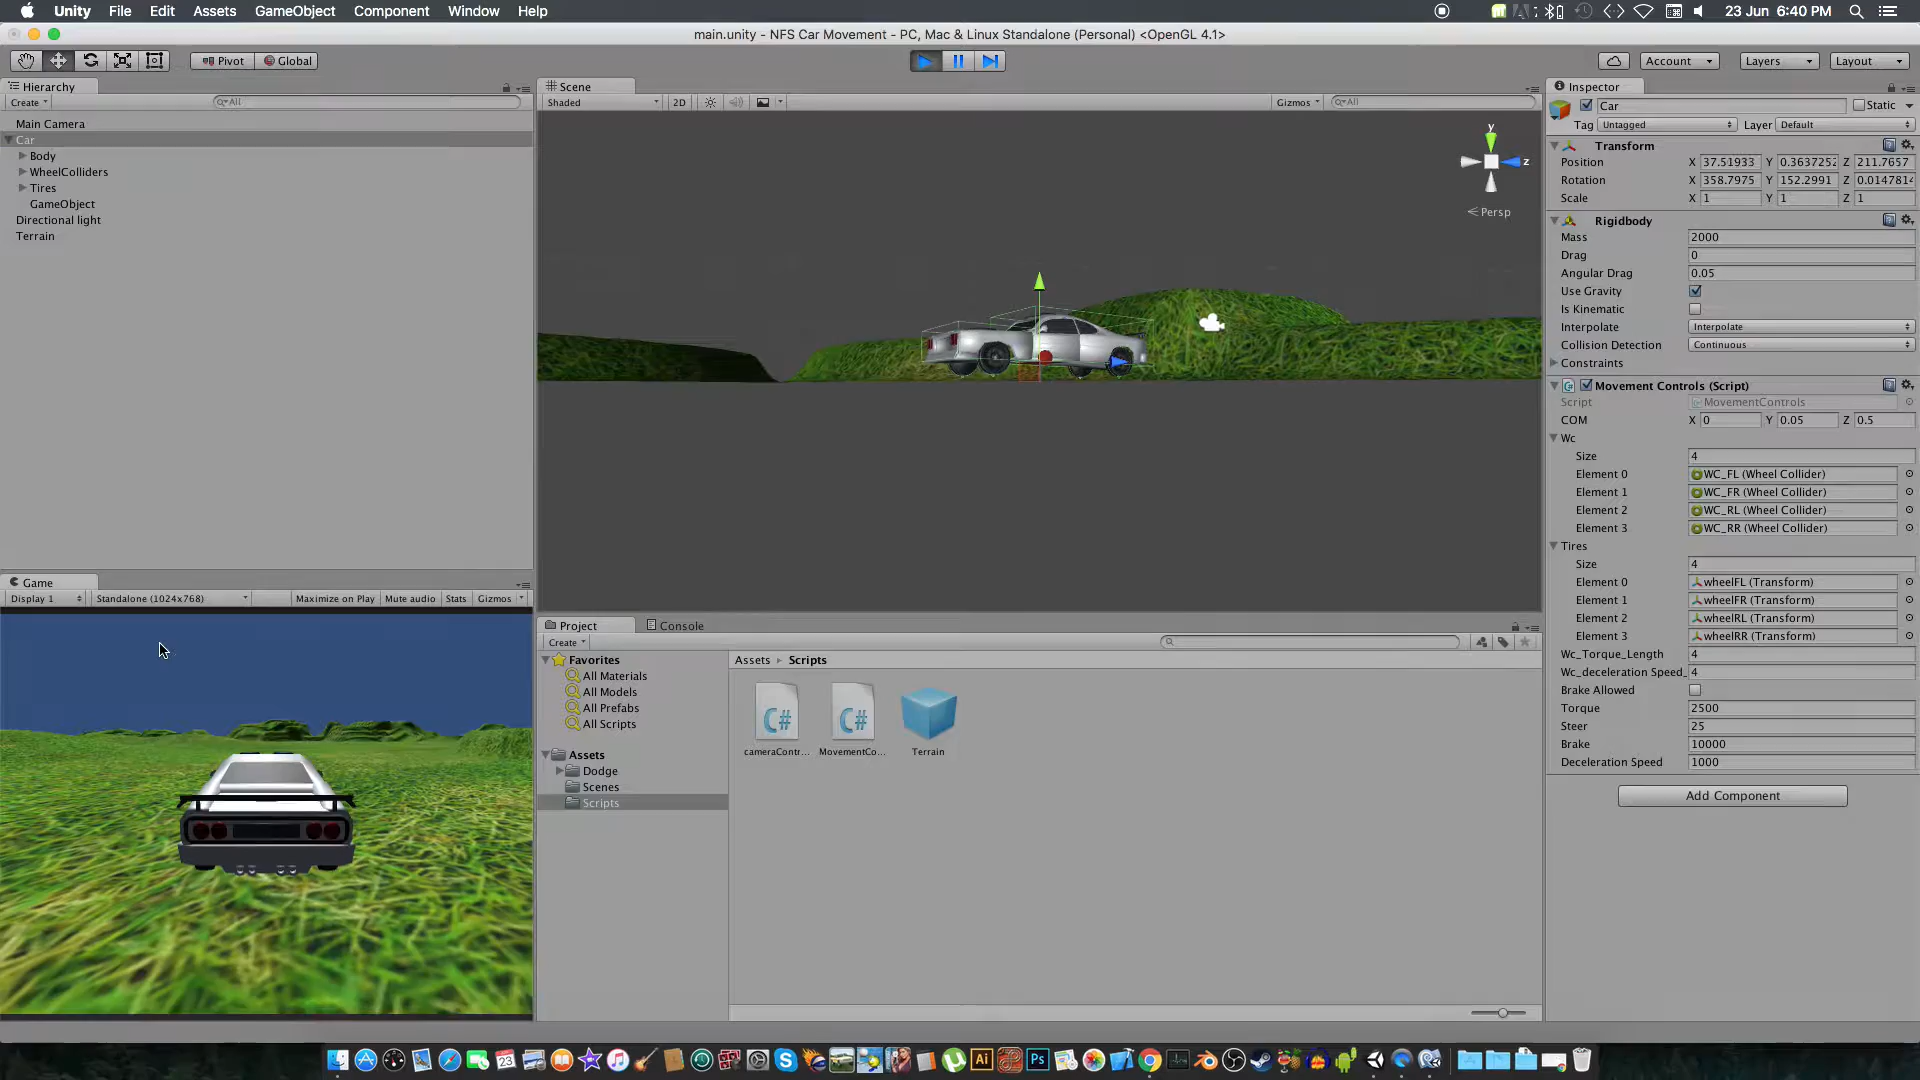 Unity File Edit Assets GameObject Component Window Help 23 Jun 6:40 PM
main.unity - NFS Car Movement - PC, Mac & Linux Standalone (Personal) <OpenGL 4.1>
Pivot Global Account Layers Layout
Hierarchy
Create All
Main Camera
Car
Body
WheelColliders
Tires
GameObject
Directional light
Terrain
Scene
Shaded 2D Gizmos All
y
z
Persp
Game
Display 1 Standalone (1024x768) Maximize on Play Mute audio Stats Gizmos
Project Console
Create
Favorites
All Materials
All Models
All Prefabs
All Scripts
Assets
Dodge
Scenes
Scripts
Assets Scripts
C# C#
cameraContr... MovementCo... Terrain
Inspector
Car Static
Tag Untagged Layer Default
Transform
Position X 37.51933 Y 0.3637252 Z 211.7657
Rotation X 358.7975 Y 152.2991 Z 0.0147814
Scale X 1 Y 1 Z 1
Rigidbody
Mass 2000
Drag 0
Angular Drag 0.05
Use Gravity
Is Kinematic
Interpolate Interpolate
Collision Detection Continuous
Constraints
Movement Controls (Script)
Script MovementControls
COM X 0 Y 0.05 Z 0.5
Wc
Size 4
Element 0 WC_FL (Wheel Collider)
Element 1 WC_FR (Wheel Collider)
Element 2 WC_RL (Wheel Collider)
Element 3 WC_RR (Wheel Collider)
Tires
Size 4
Element 0 wheelFL (Transform)
Element 1 wheelFR (Transform)
Element 2 wheelRL (Transform)
Element 3 wheelRR (Transform)
Wc_Torque_Length 4
Wc_deceleration Speed_ 4
Brake Allowed
Torque 2500
Steer 25
Brake 10000
Deceleration Speed 1000
Add Component
23 Ai Ps